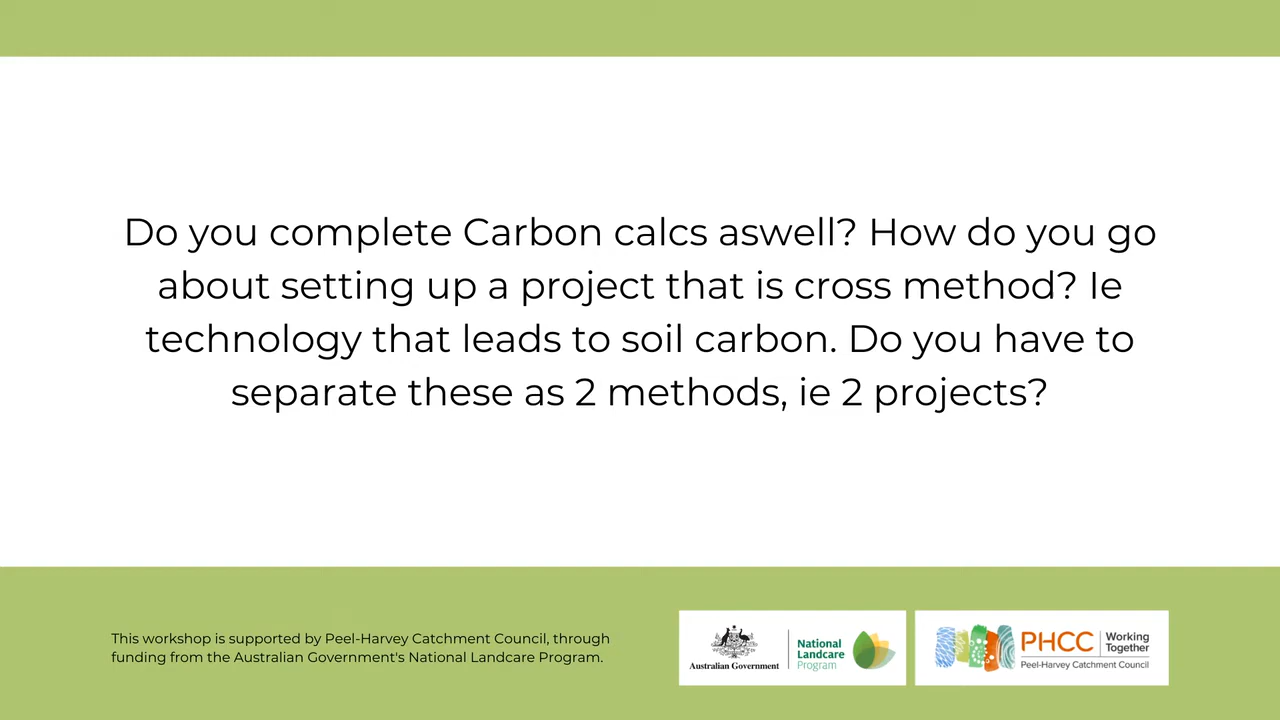 Do you complete Carbon calcs aswell? How do you go
about setting up a project that is cross method? Ie
technology that leads to soil carbon. Do you have to
separate these as 2 methods, ie 2 projects?
This workshop is supported by Peel-Harvey Catchment Council, through
funding from the Australian Government's National Landcare Program.
Australian Government
National
Landcare
Program
PHCC
Working
Together
Peel-Harvey Catchment Council